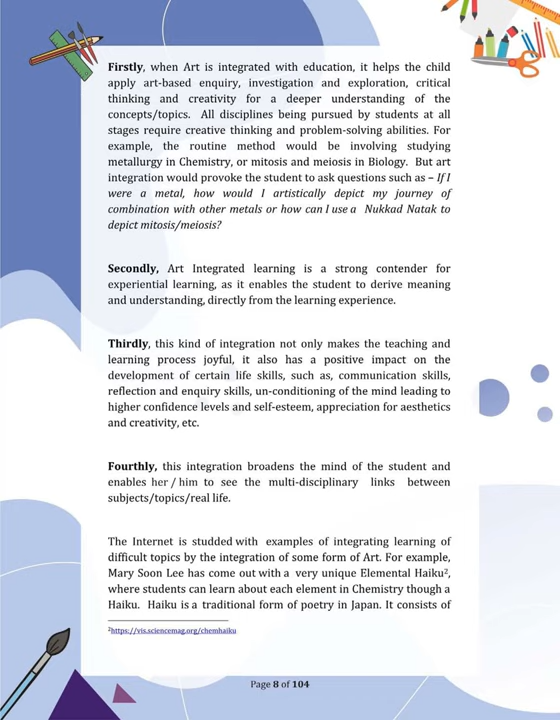 Firstly, when Art is integrated with education, it helps the child
apply art-based enquiry, investigation and exploration, critical
thinking and creativity for a deeper understanding of the
concepts/topics. All disciplines being pursued by students at all
stages require creative thinking and problem-solving abilities. For
example, the routine method would be involving studying
metallurgy in Chemistry, or mitosis and meiosis in Biology. But art
integration would provoke the student to ask questions such as – If I
were a metal, how would I artistically depict my journey of
combination with other metals or how can I use a Nukkad Natak to
depict mitosis/meiosis?
Secondly, Art Integrated learning is a strong contender for
experiential learning, as it enables the student to derive meaning
and understanding, directly from the learning experience.
Thirdly, this kind of integration not only makes the teaching and
learning process joyful, it also has a positive impact on the
development of certain life skills, such as, communication skills,
reflection and enquiry skills, un-conditioning of the mind leading to
higher confidence levels and self-esteem, appreciation for aesthetics
and creativity, etc.
Fourthly, this integration broadens the mind of the student and
enables her / him to see the multi-disciplinary links between
subjects/topics/real life.
The Internet is studded with examples of integrating learning of
difficult topics by the integration of some form of Art. For example,
Mary Soon Lee has come out with a very unique Elemental Haiku², 
where students can learn about each element in Chemistry though a
Haiku. Haiku is a traditional form of poetry in Japan. It consists of
²https://vis.sciencemag.org/chemhaiku
Page 8 of 104